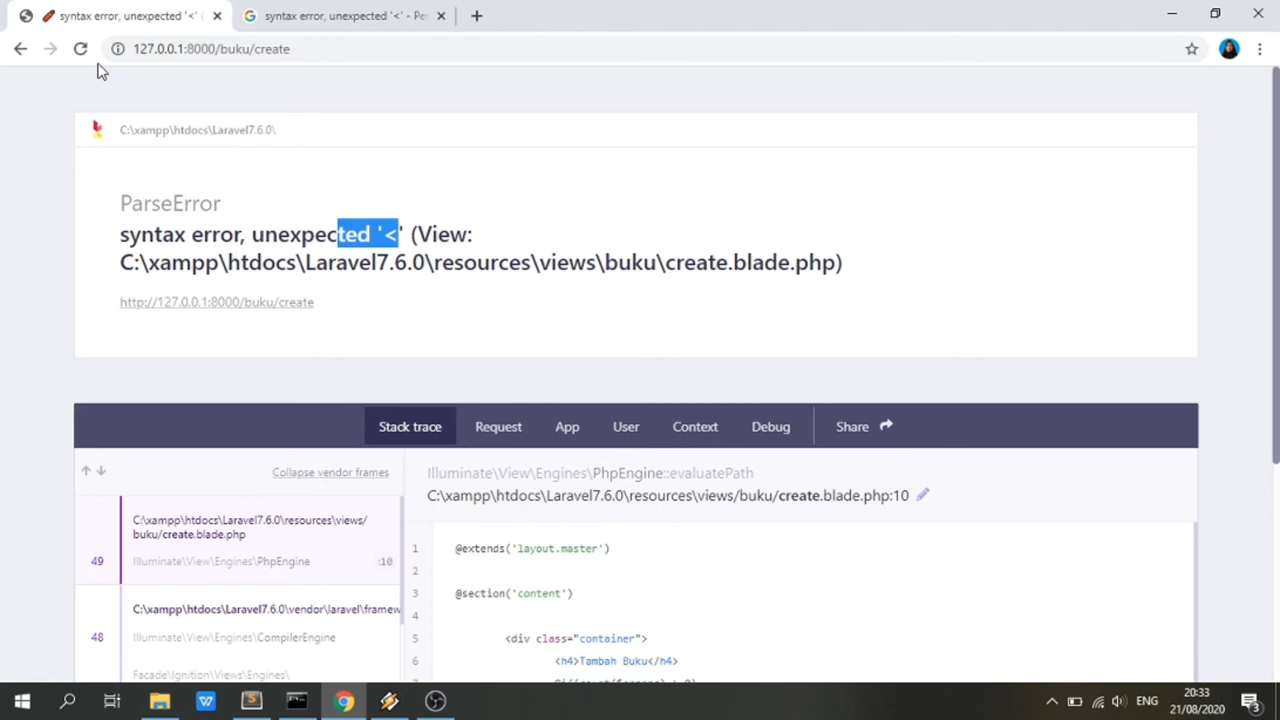 syntax error, unexpected '<' (
syntax error, unexpected '<' - Pe
127.0.0.1:8000/buku/create
C:\xampp\htdocs\Laravel7.6.0\
ParseError
syntax error, unexpected '<' (View:
C:\xampp\htdocs\Laravel7.6.0\resources\views\buku\create.blade.php)
http://127.0.0.1:8000/buku/create
Stack trace
Request
App
User
Context
Debug
Share
Collapse vendor frames
Illuminate\View\Engines\PhpEngine::evaluatePath
C:\xampp\htdocs\Laravel7.6.0\resources\views/buku/create.blade.php:10
C:\xampp\htdocs\Laravel7.6.0\resources\views/
buku/create.blade.php
49
Illuminate\View\Engines\PhpEngine
:10
C:\xampp\htdocs\Laravel7.6.0\vendor\laravel\framew
48
Illuminate\View\Engines\CompilerEngine
Facade\Ignition\Views\Engines\
1
@extends('layout.master')
2
3
@section('content')
4
5
<div class="container">
6
<h4>Tambah Buku</h4>
ENG
20:33
21/08/2020
3